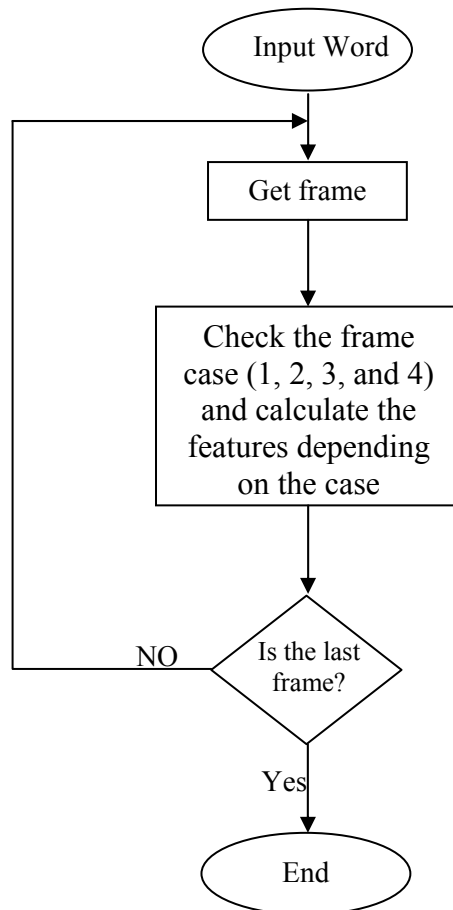 Input Word
Get frame
Check the frame
case (1, 2, 3, and 4)
and calculate the
features depending
on the case
Is the last
frame?
NO
Yes
End